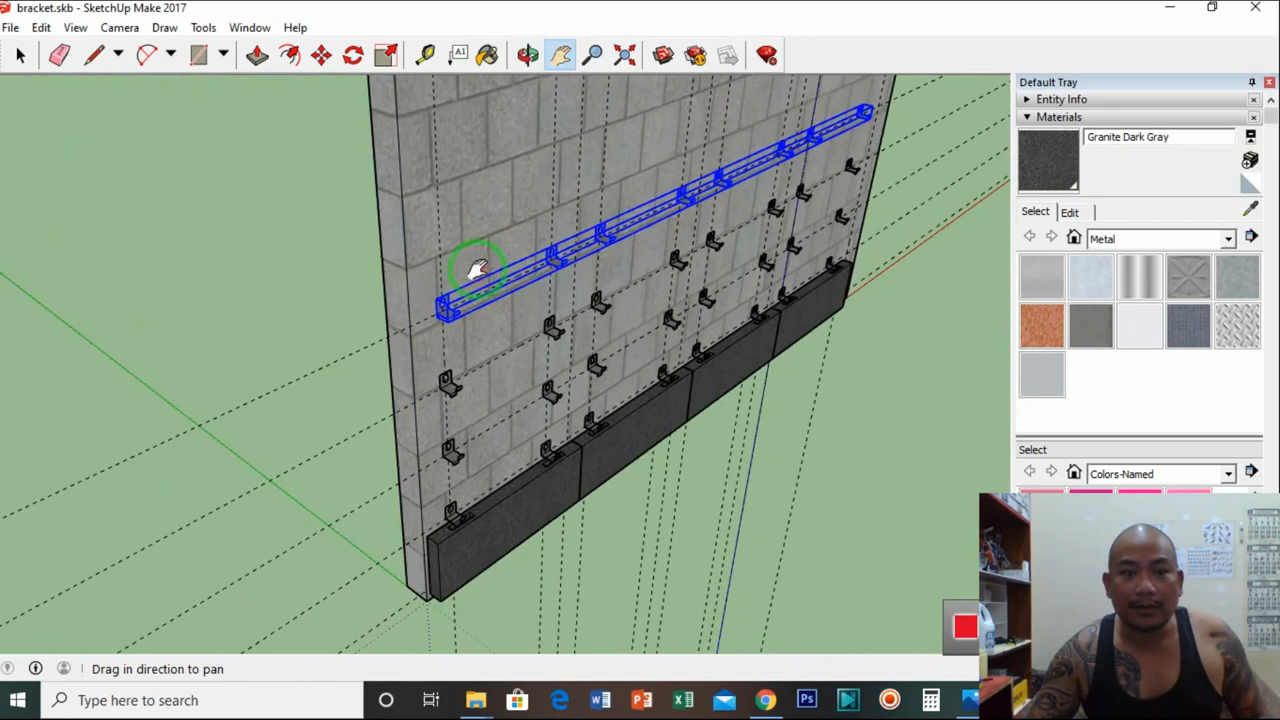 bracket.skb - SketchUp Make 2017
File Edit View Camera Draw Tools Window Help
A1
Default Tray
Entity Info
Materials
Granite Dark Gray
Select Edit
Metal
Select
Colors-Named
Drag in direction to pan
Type here to search